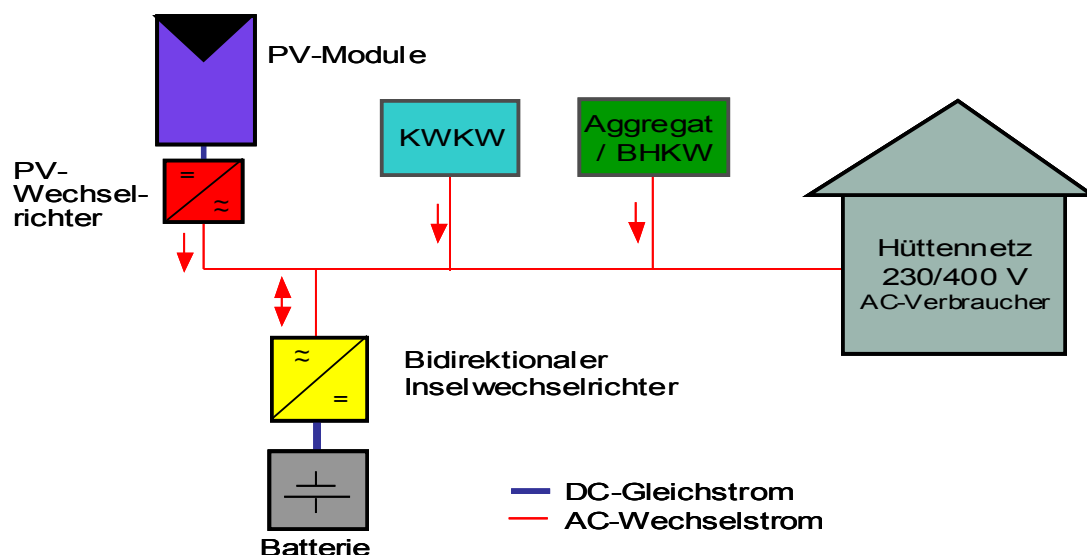 PV-Module
KWKW
Aggregat
/ BHKW
PV-
Wechsel-
richter
=
≈
Hüttennetz
230/400 V
AC-Verbraucher
≈
=
Bidirektionaler
Inselwechselrichter
DC-Gleichstrom
AC-Wechselstrom
Batterie